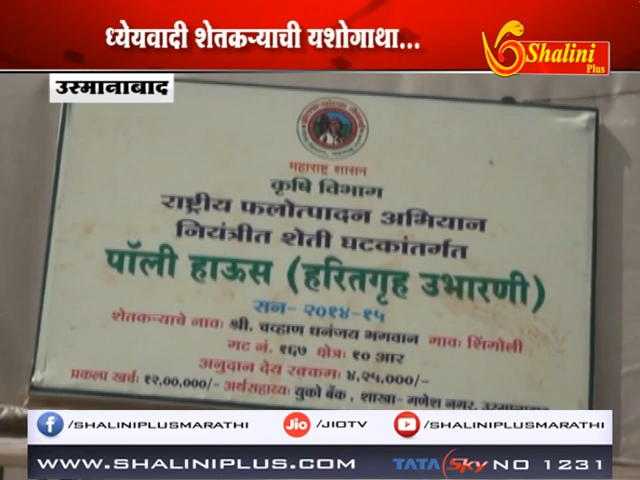 ध्येयवादी शेतकऱ्याची यशोगाथा...
Shalini
Plus
उस्मानाबाद
महाराष्ट्र शासन
कृषि विभाग
राष्ट्रीय फलोत्पादन अभियान
नियंत्रीत शेती घटकांतर्गत
पॉली हाऊस (हरितगृह उभारणी)
सन- २०१४-१५
शेतकऱ्याचे नावः श्री. चव्हाण धनंजय भगवान गावः शिंगोली
गट नं. १६७ क्षेत्रः १० आर
अनुदान देय रक्कमः ४,२५,०००/-
प्रकल्प खर्चः १२,००,०००/- अर्थसहाय्यः युको बँक, शाखा- गणेश नगर, उस्मानाबाद
/SHALINIPLUSMARATHI
Jio /JIOTV
/SHALINIPLUSMARATHI
WWW.SHALINIPLUS.COM
TATA Sky NO 1231